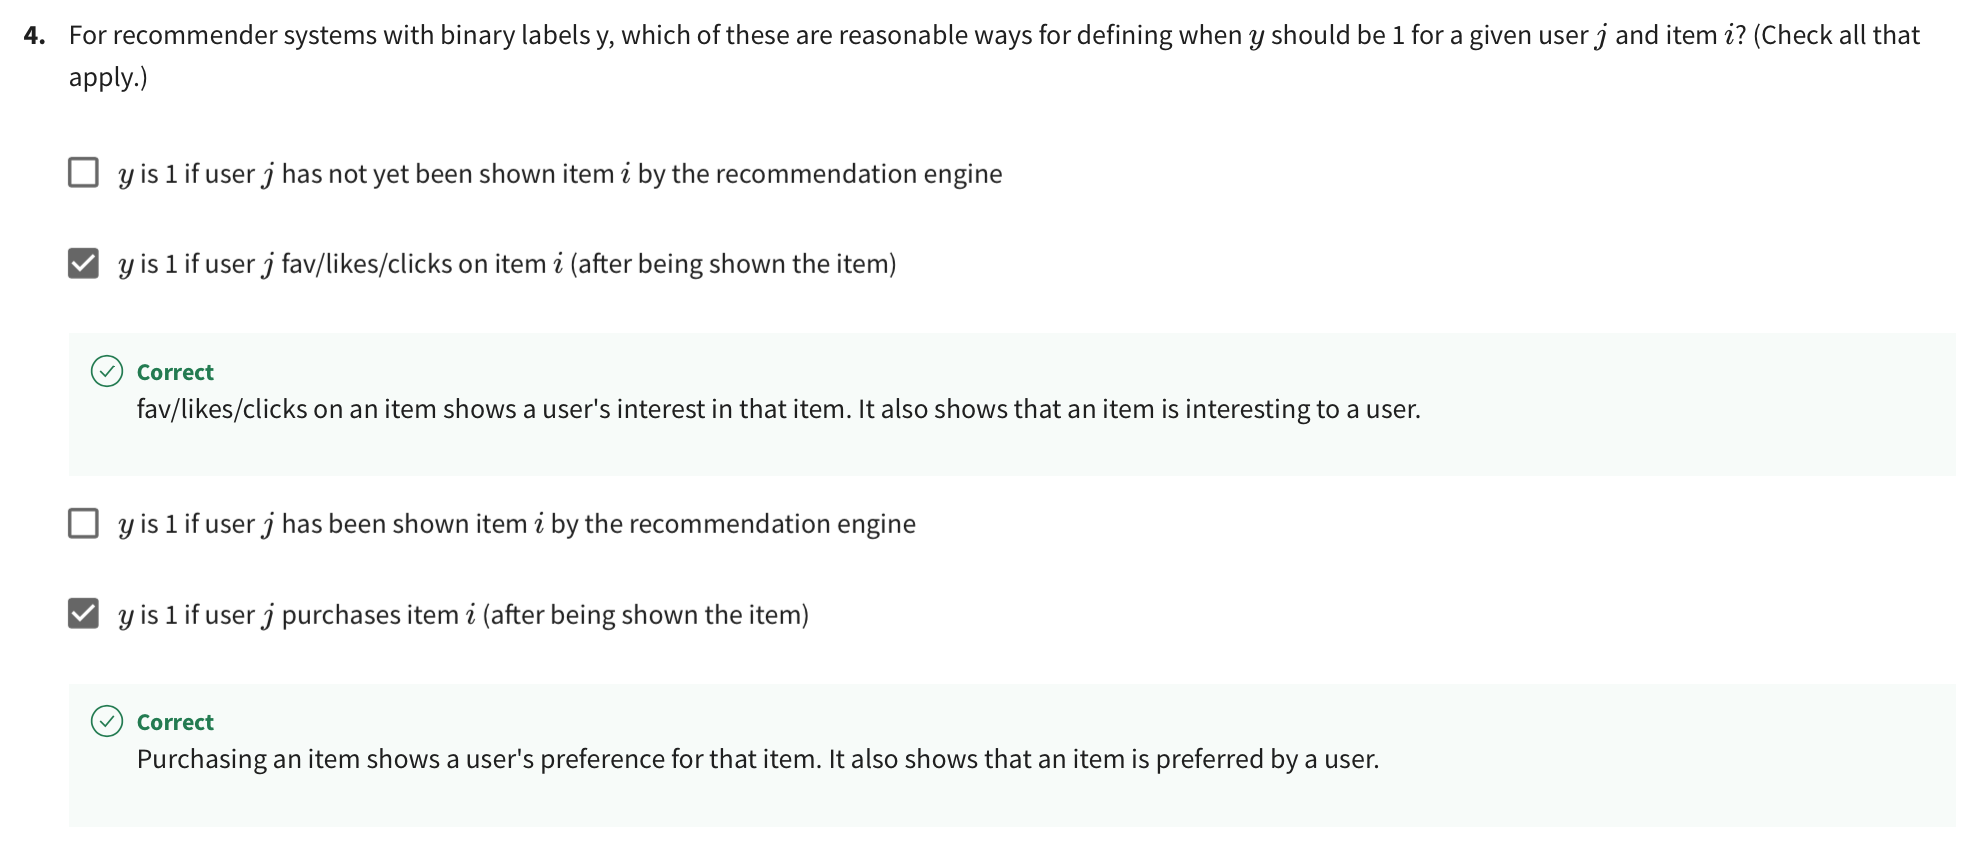 4. For recommender systems with binary labels y, which of these are reasonable ways for defining when y should be 1 for a given user j and item i? (Check all that
apply.)
y is 1 if user j has not yet been shown item i by the recommendation engine
y is 1 if user j fav/likes/clicks on item i (after being shown the item)
Correct
fav/likes/clicks on an item shows a user's interest in that item. It also shows that an item is interesting to a user.
y is 1 if user j has been shown item i by the recommendation engine
y is 1 if user j purchases item i (after being shown the item)
Correct
Purchasing an item shows a user's preference for that item. It also shows that an item is preferred by a user.